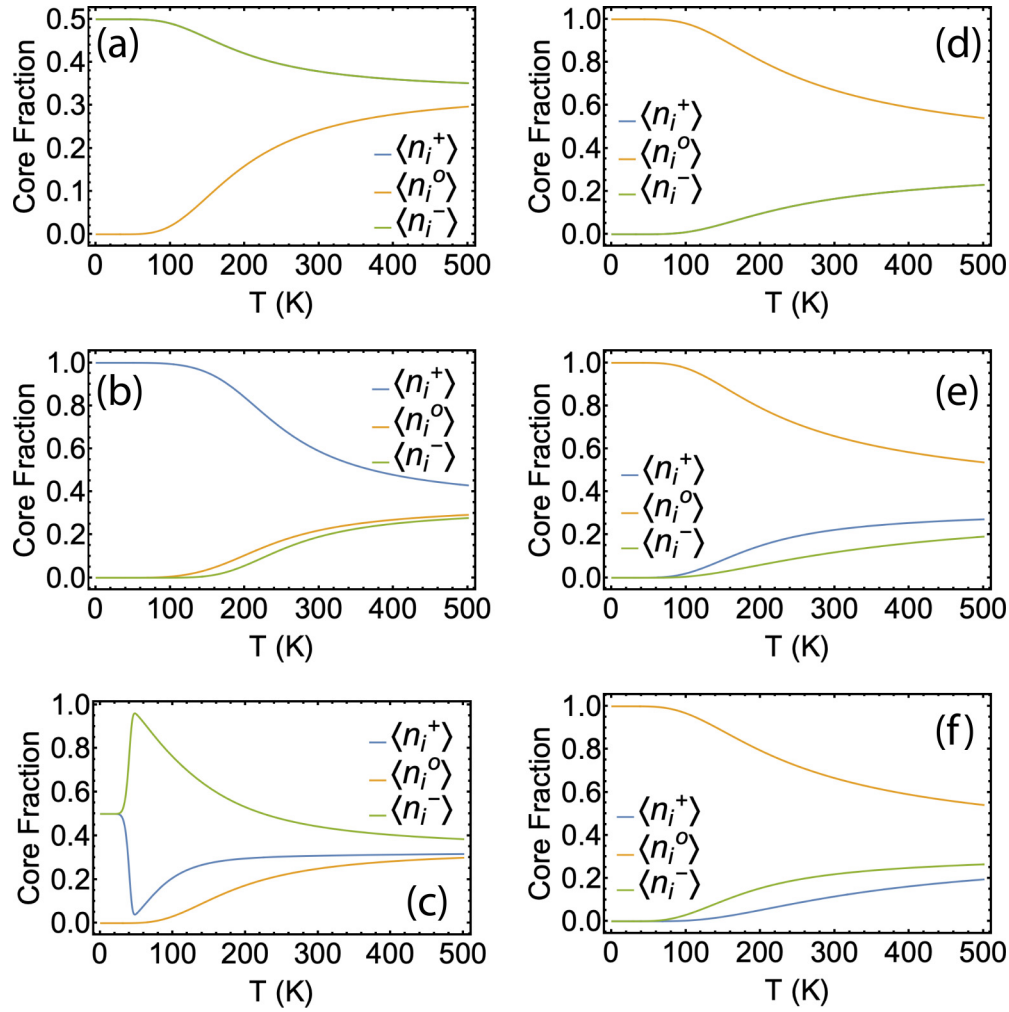 (a)
Core Fraction
0.5
0.4
0.3
0.2
0.1
0.0
⟨nᵢ⁺⟩
⟨nᵢᵒ⟩
⟨nᵢ⁻⟩
0 100 200 300 400 500
T (K)
(d)
Core Fraction
1.0
0.8
0.6
0.4
0.2
0.0
⟨nᵢ⁺⟩
⟨nᵢᵒ⟩
⟨nᵢ⁻⟩
0 100 200 300 400 500
T (K)
(b)
Core Fraction
1.0
0.8
0.6
0.4
0.2
0.0
⟨nᵢ⁺⟩
⟨nᵢᵒ⟩
⟨nᵢ⁻⟩
0 100 200 300 400 500
T (K)
(e)
Core Fraction
1.0
0.8
0.6
0.4
0.2
0.0
⟨nᵢ⁺⟩
⟨nᵢᵒ⟩
⟨nᵢ⁻⟩
0 100 200 300 400 500
T (K)
(c)
Core Fraction
1.0
0.8
0.6
0.4
0.2
0.0
⟨nᵢ⁺⟩
⟨nᵢᵒ⟩
⟨nᵢ⁻⟩
0 100 200 300 400 500
T (K)
(f)
Core Fraction
1.0
0.8
0.6
0.4
0.2
0.0
⟨nᵢ⁺⟩
⟨nᵢᵒ⟩
⟨nᵢ⁻⟩
0 100 200 300 400 500
T (K)